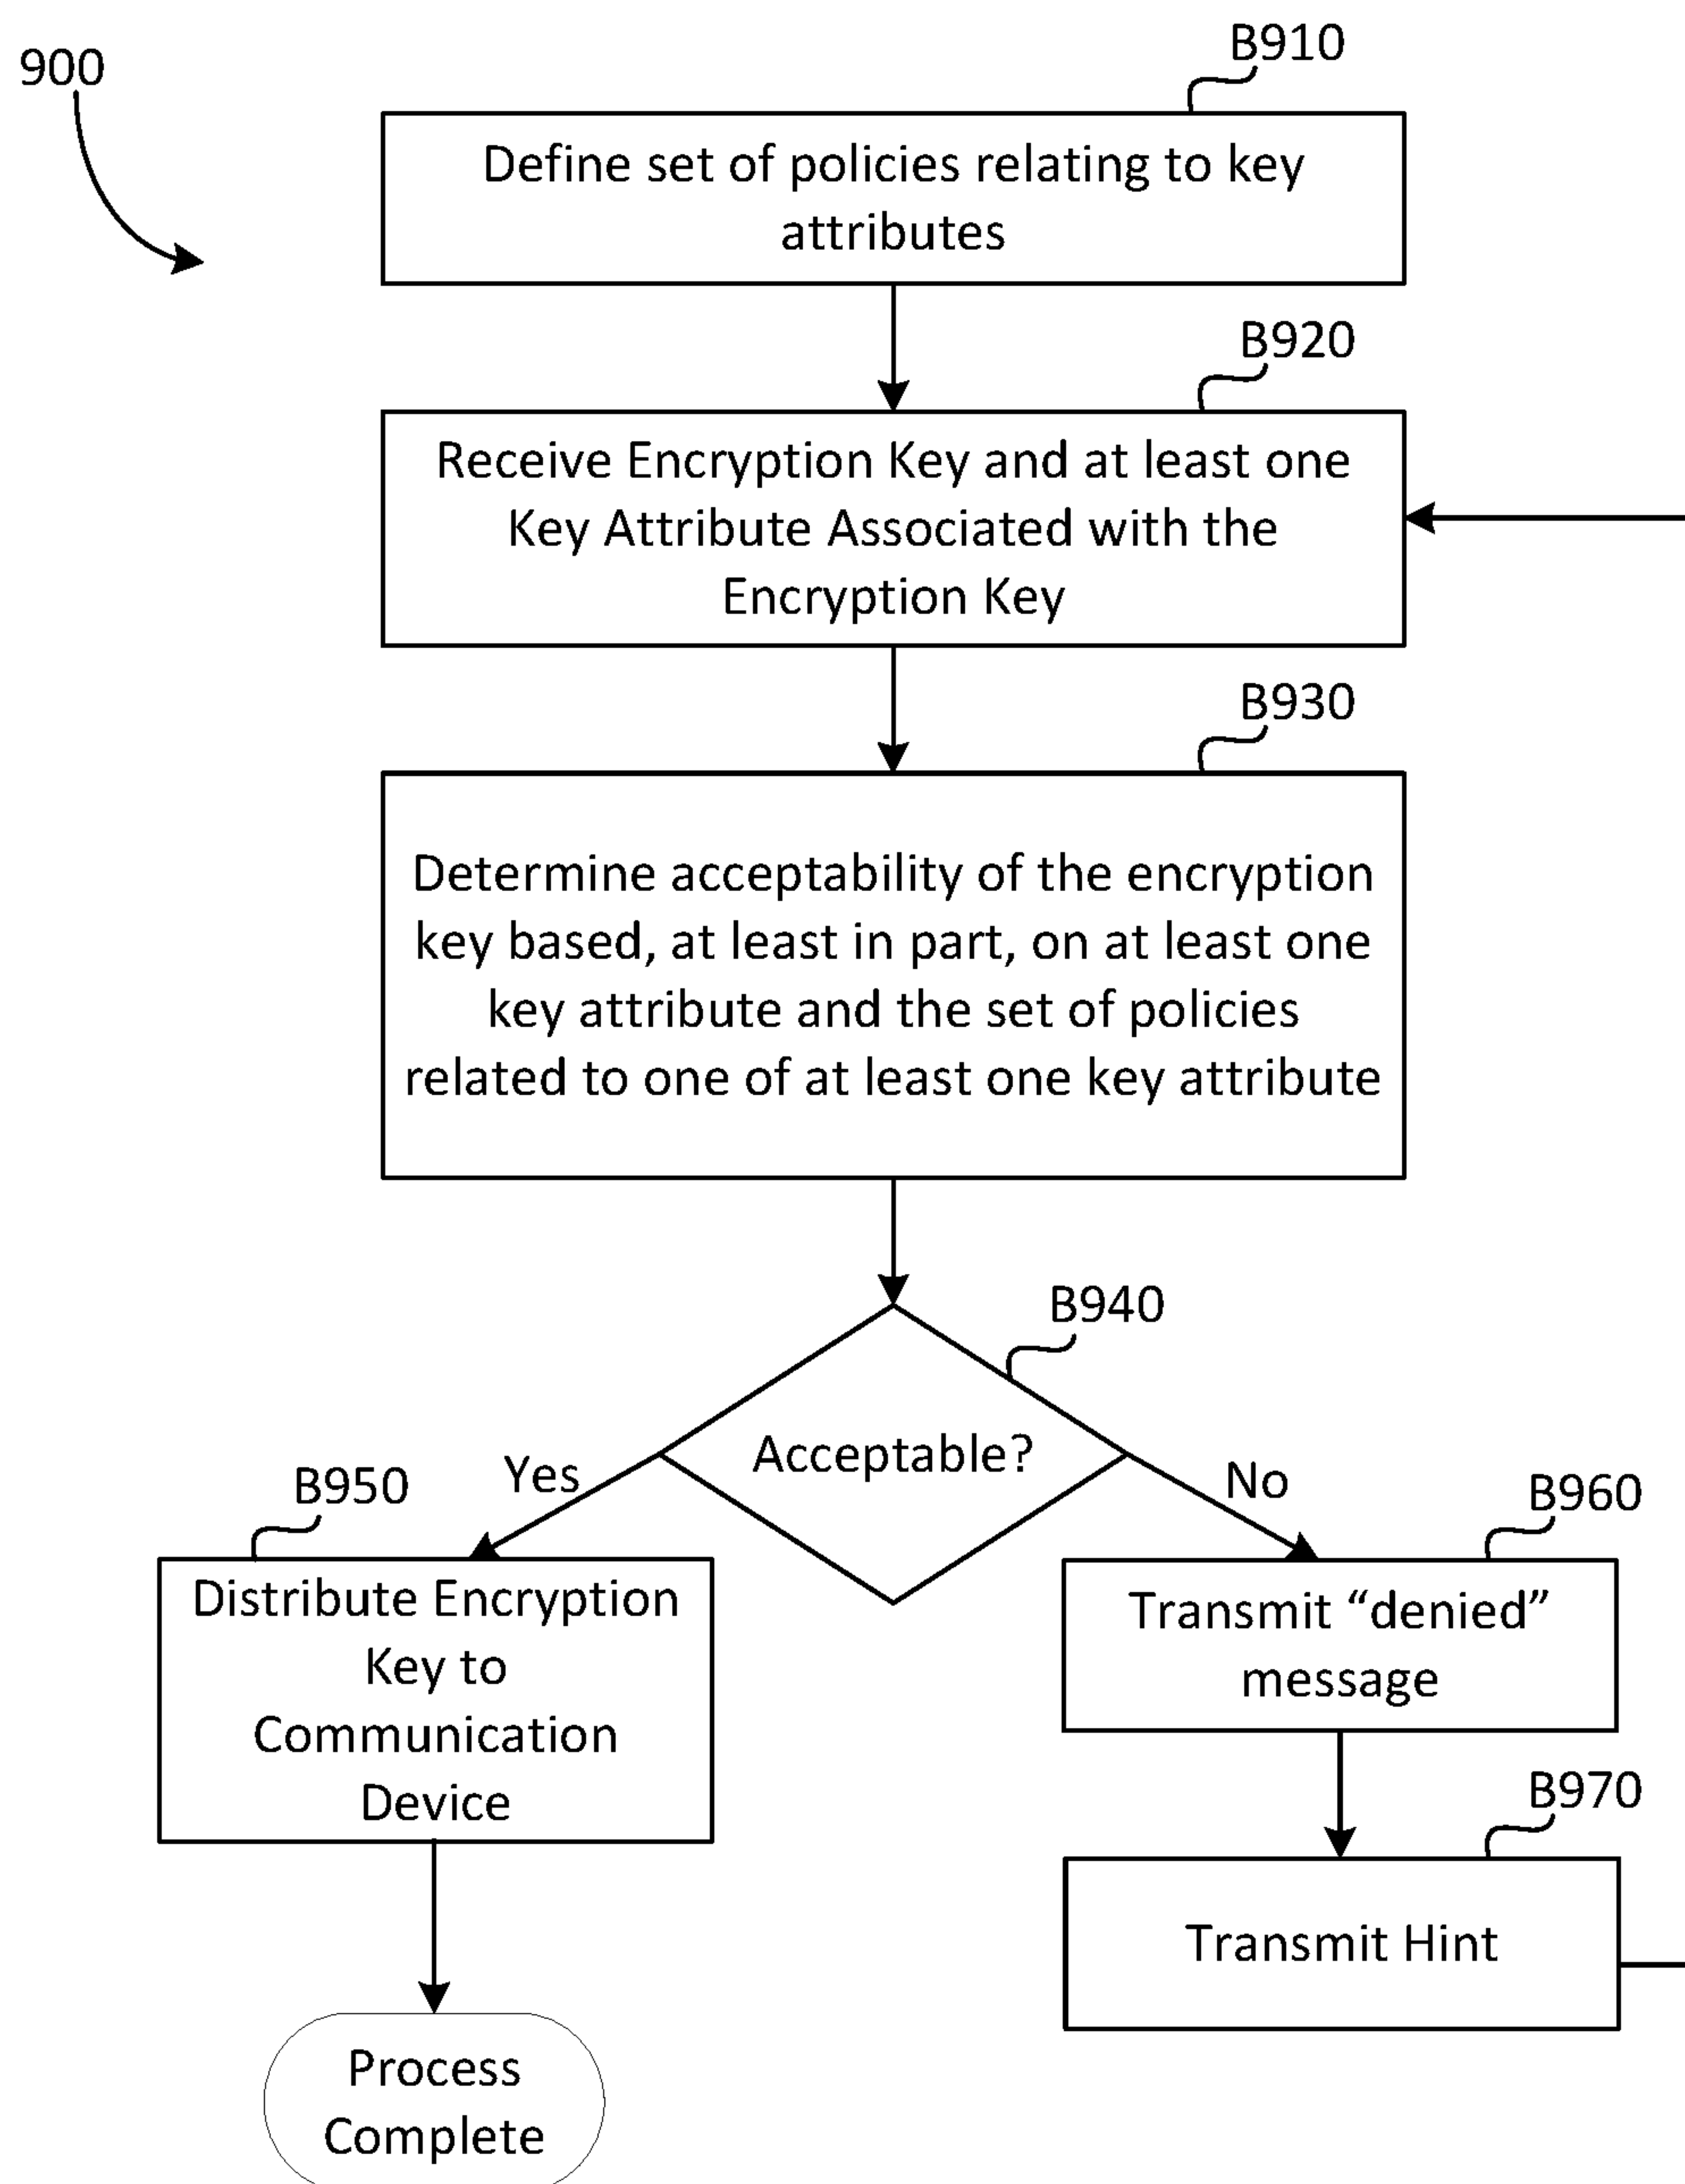 900
B910
Define set of policies relating to key
attributes
B920
Receive Encryption Key and at least one
Key Attribute Associated with the
Encryption Key
B930
Determine acceptability of the encryption
key based, at least in part, on at least one
key attribute and the set of policies
related to one of at least one key attribute
B940
Acceptable?
Yes
No
B950
Distribute Encryption
Key to
Communication
Device
B960
Transmit “denied”
message
B970
Transmit Hint
Process
Complete